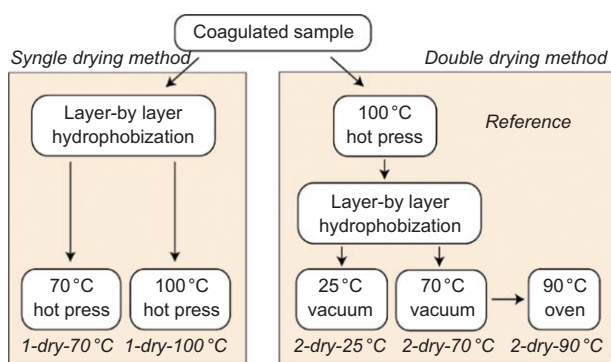 Coagulated sample
Syngle drying method
Double drying method
Layer-by layer
hydrophobization
100 °C
hot press
Reference
Layer-by layer
hydrophobization
70 °C
hot press
100 °C
hot press
25 °C
vacuum
70 °C
vacuum
90 °C
oven
1-dry-70 °C
1-dry-100 °C
2-dry-25 °C
2-dry-70 °C
2-dry-90 °C